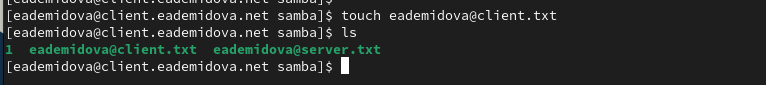 [eademidova@client.eademidova.net samba]$ touch eademidova@client.txt
[eademidova@client.eademidova.net samba]$ ls
1  eademidova@client.txt  eademidova@server.txt
[eademidova@client.eademidova.net samba]$